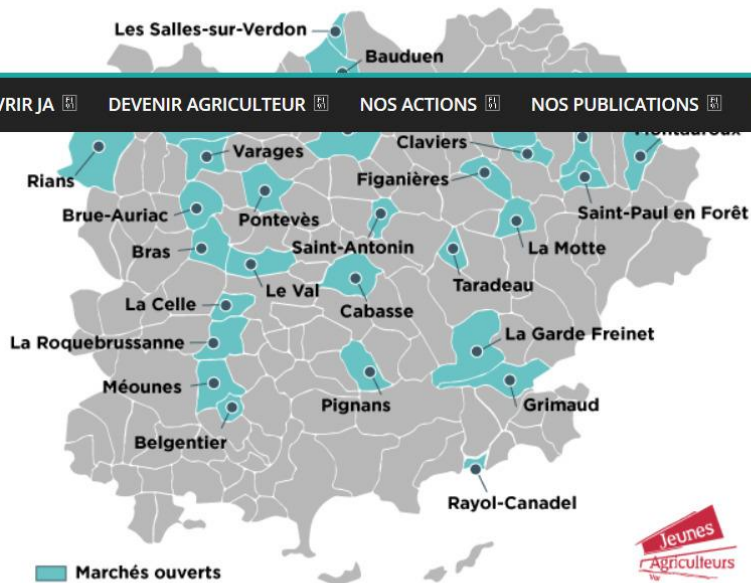 Les Salles-sur-Verdon
Bauduen
VRIR JA
DEVENIR AGRICULTEUR
NOS ACTIONS
NOS PUBLICATIONS
Montauroux
Claviers
Varages
Rians
Figanières
Saint-Paul en Forêt
Brue-Auriac
Pontevès
Saint-Antonin
La Motte
Bras
Le Val
Taradeau
La Celle
Cabasse
La Garde Freinet
La Roquebrussanne
Méounes
Pignans
Grimaud
Belgentier
Rayol-Canadel
Jeunes
Agriculteurs
Var
Marchés ouverts